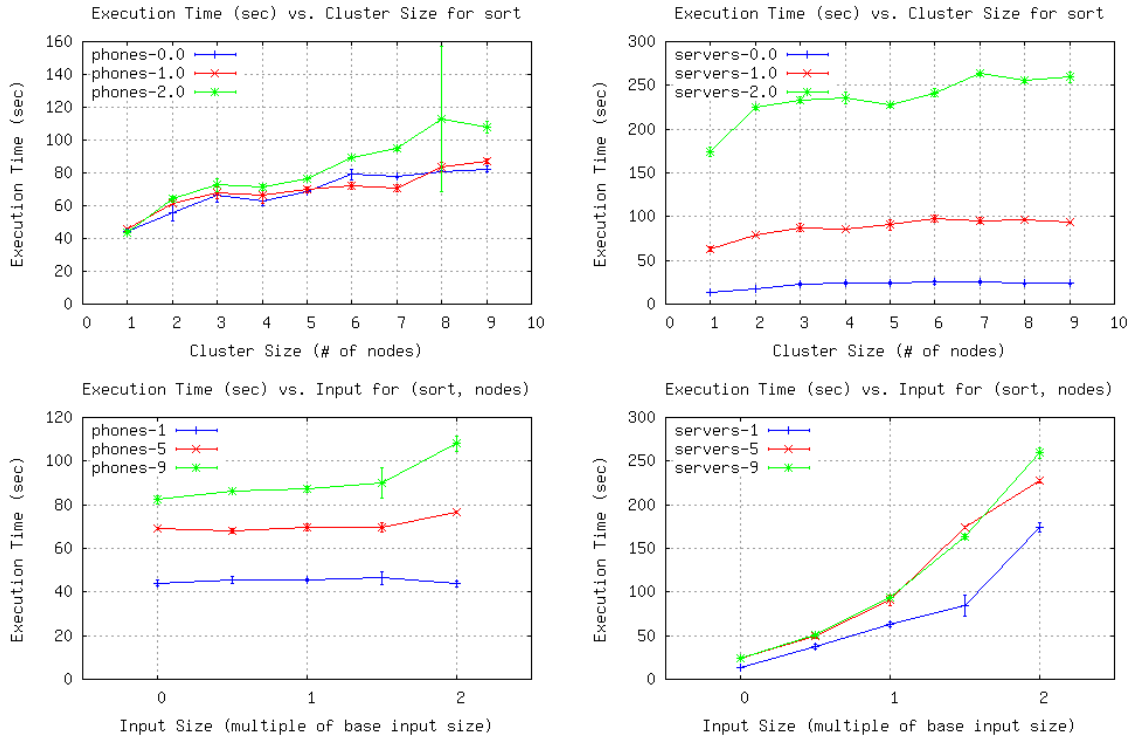 Execution Time (sec) vs. Cluster Size for sort
160
140
120
100
80
60
40
20
0
Execution Time (sec)
phones-0.0
phones-1.0
phones-2.0
0 1 2 3 4 5 6 7 8 9 10
Cluster Size (# of nodes)
Execution Time (sec) vs. Cluster Size for sort
300
250
200
150
100
50
0
Execution Time (sec)
servers-0.0
servers-1.0
servers-2.0
0 1 2 3 4 5 6 7 8 9 10
Cluster Size (# of nodes)
Execution Time (sec) vs. Input for (sort, nodes)
120
100
80
60
40
20
0
Execution Time (sec)
phones-1
phones-5
phones-9
0 1 2
Input Size (multiple of base input size)
Execution Time (sec) vs. Input for (sort, nodes)
300
250
200
150
100
50
0
Execution Time (sec)
servers-1
servers-5
servers-9
0 1 2
Input Size (multiple of base input size)